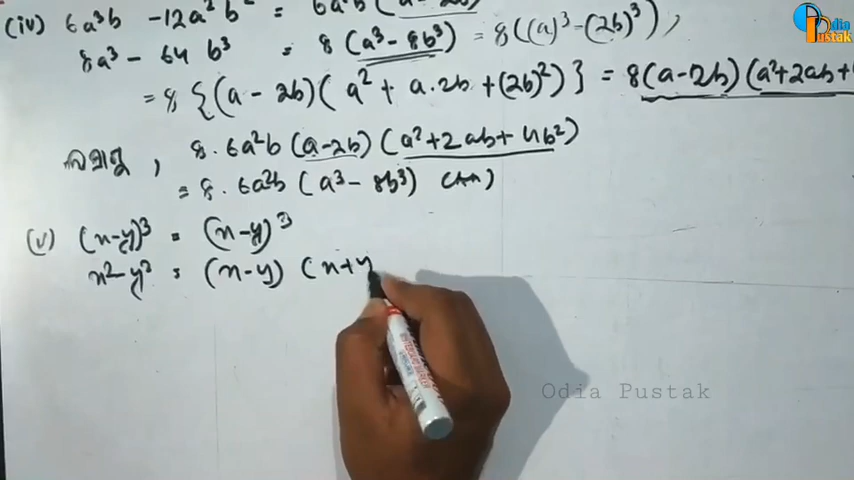 (iv) 6a³b - 12a²b² = 6a²b (a - 2b)
8a³ - 64 b³ = 8 (a³ - 8b³) = 8((a)³ - (2b)³),
= 8 {(a - 2b) (a² + a.2b + (2b)²)} = 8(a-2b) (a²+2ab+
ଲ.ସା.ଗୁ , 8. 6a²b (a-2b) (a²+2ab+4b²)
= 8. 6a²b (a³ - 8b³) (Ans)
(v) (x-y)³ = (x-y)³
x² - y² = (x-y) (x+y
Odia Pustak
Odia Pustak